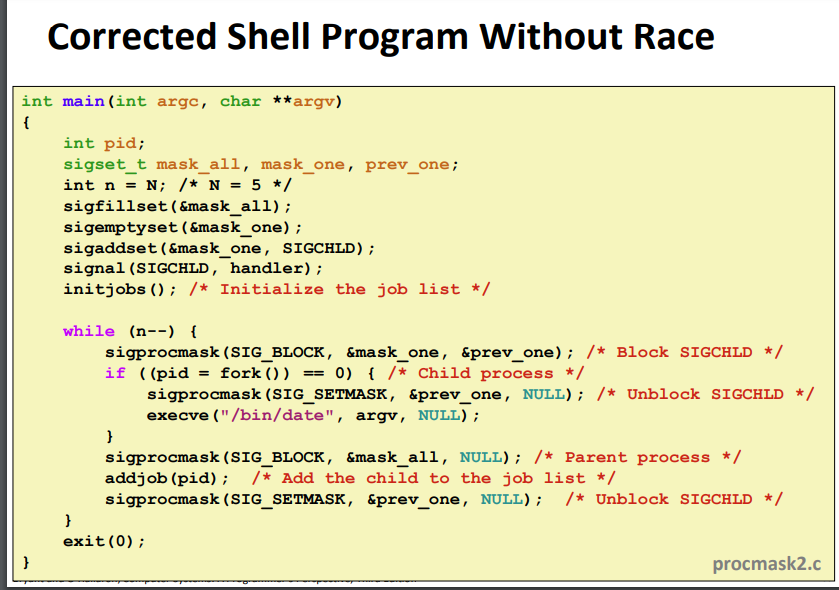 Corrected Shell Program Without Race
int main(int argc, char **argv)
{
    int pid;
    sigset_t mask_all, mask_one, prev_one;
    int n = N; /* N = 5 */
    sigfillset(&mask_all);
    sigemptyset(&mask_one);
    sigaddset(&mask_one, SIGCHLD);
    signal(SIGCHLD, handler);
    initjobs(); /* Initialize the job list */

    while (n--) {
        sigprocmask(SIG_BLOCK, &mask_one, &prev_one); /* Block SIGCHLD */
        if ((pid = fork()) == 0) { /* Child process */
            sigprocmask(SIG_SETMASK, &prev_one, NULL); /* Unblock SIGCHLD */
            execve("/bin/date", argv, NULL);
        }
        sigprocmask(SIG_BLOCK, &mask_all, NULL); /* Parent process */
        addjob(pid);  /* Add the child to the job list */
        sigprocmask(SIG_SETMASK, &prev_one, NULL);  /* Unblock SIGCHLD */
    }
    exit(0);
}
procmask2.c